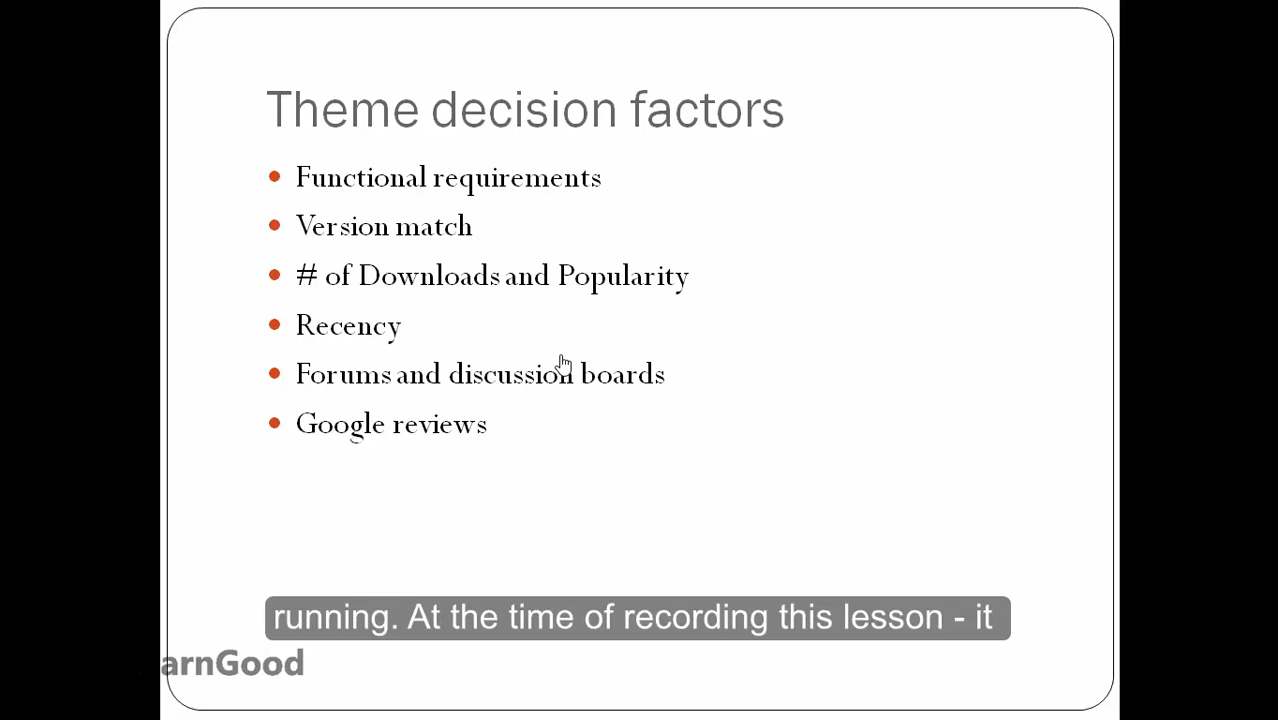 Theme decision factors
Functional requirements
Version match
# of Downloads and Popularity
Recency
Forums and discussion boards
Google reviews
running. At the time of recording this lesson - it
arnGood